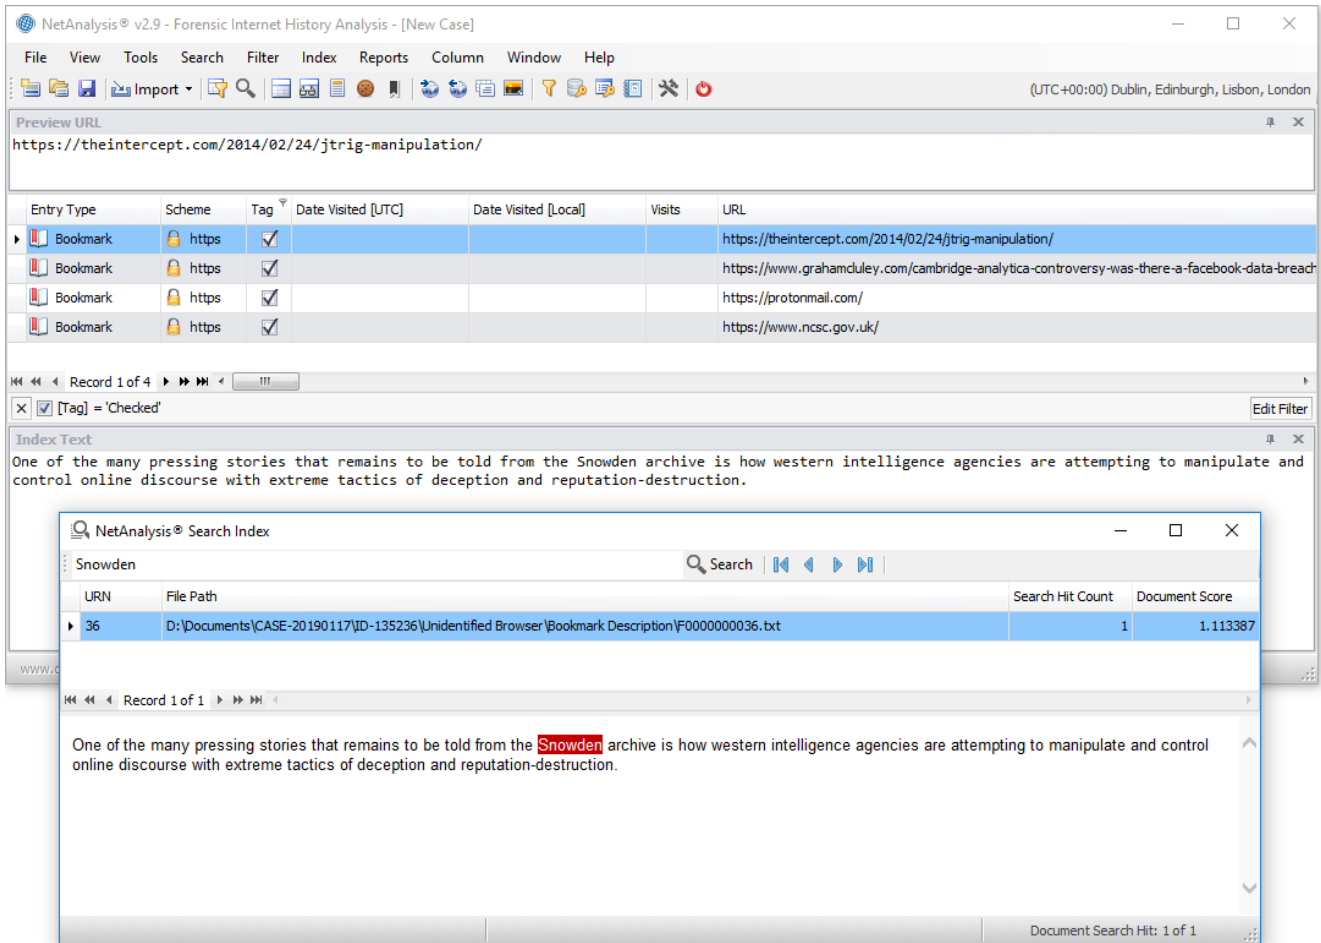 NetAnalysis® v2.9 - Forensic Internet History Analysis - [New Case]
File View Tools Search Filter Index Reports Column Window Help
Import (UTC+00:00) Dublin, Edinburgh, Lisbon, London
Preview URL
https://theintercept.com/2014/02/24/jtrig-manipulation/
Entry Type Scheme Tag Date Visited [UTC] Date Visited [Local] Visits URL
Bookmark https https://theintercept.com/2014/02/24/jtrig-manipulation/
Bookmark https https://www.grahamcluley.com/cambridge-analytica-controversy-was-there-a-facebook-data-breach
Bookmark https https://protonmail.com/
Bookmark https https://www.ncsc.gov.uk/
Record 1 of 4
[Tag] = 'Checked' Edit Filter
Index Text
One of the many pressing stories that remains to be told from the Snowden archive is how western intelligence agencies are attempting to manipulate and
control online discourse with extreme tactics of deception and reputation-destruction.
NetAnalysis® Search Index
Snowden Search
URN File Path Search Hit Count Document Score
36 D:\Documents\CASE-20190117\ID-135236\Unidentified Browser\Bookmark Description\F0000000036.txt 1 1.113387
www.
Record 1 of 1
One of the many pressing stories that remains to be told from the Snowden archive is how western intelligence agencies are attempting to manipulate and control
online discourse with extreme tactics of deception and reputation-destruction.
Document Search Hit: 1 of 1